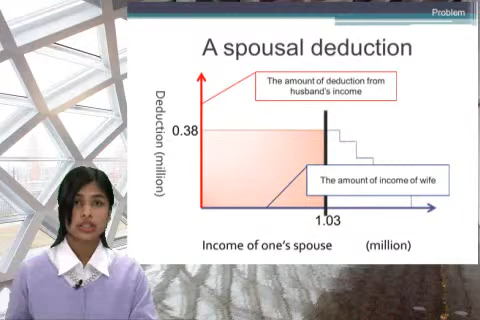 Problem
A spousal deduction
The amount of deduction from
husband's income
Deduction (million)
0.38
The amount of income of wife
1.03
Income of one's spouse (million)